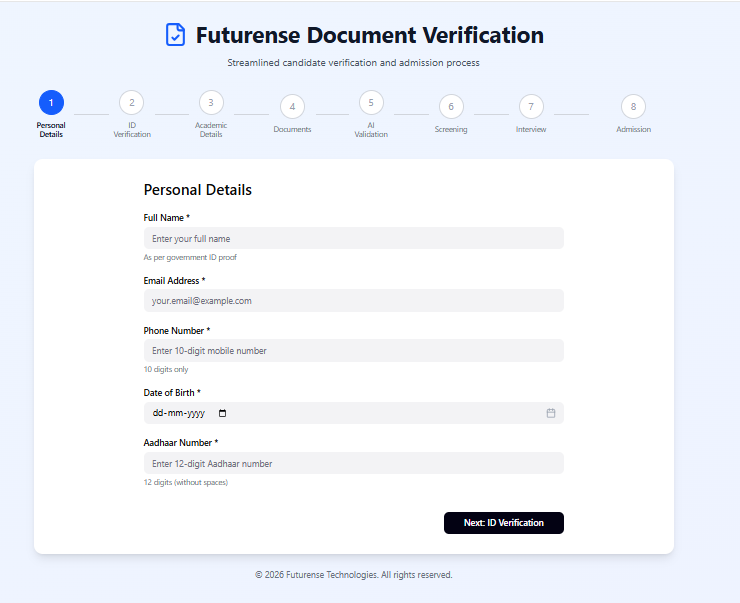 Futurense Document Verification
Streamlined candidate verification and admission process
1
Personal
Details
2
ID
Verification
3
Academic
Details
4
Documents
5
AI
Validation
6
Screening
7
Interview
8
Admission
Personal Details
Full Name *
Enter your full name
As per government ID proof
Email Address *
your.email@example.com
Phone Number *
Enter 10-digit mobile number
10 digits only
Date of Birth *
dd-mm-yyyy
Aadhaar Number *
Enter 12-digit Aadhaar number
12 digits (without spaces)
Next: ID Verification
© 2026 Futurense Technologies. All rights reserved.